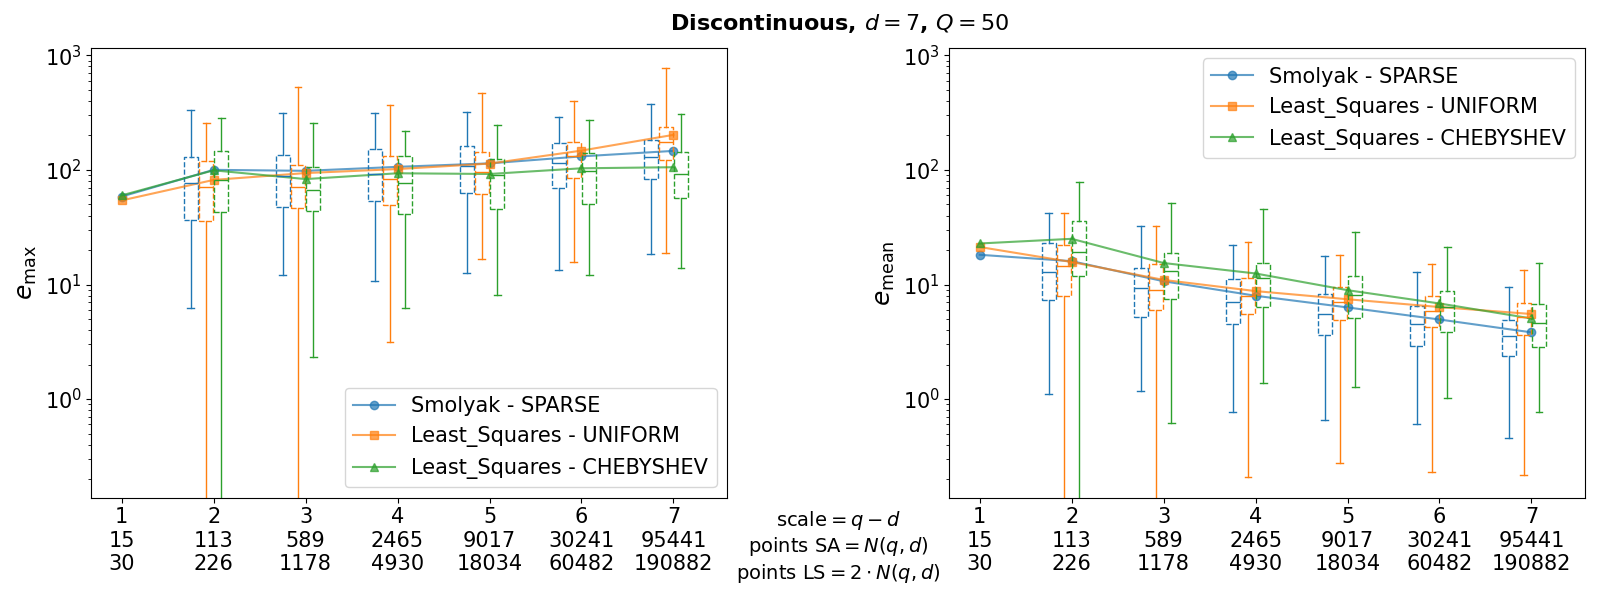 Discontinuous, d = 7, Q = 50
10³
10²
10¹
10⁰
e_max
Smolyak - SPARSE
Least_Squares - UNIFORM
Least_Squares - CHEBYSHEV
1 2 3 4 5 6 7
15 113 589 2465 9017 30241 95441
30 226 1178 4930 18034 60482 190882
scale = q − d
points SA = N(q, d)
points LS = 2 · N(q, d)
10³
10²
10¹
10⁰
e_mean
Smolyak - SPARSE
Least_Squares - UNIFORM
Least_Squares - CHEBYSHEV
1 2 3 4 5 6 7
15 113 589 2465 9017 30241 95441
30 226 1178 4930 18034 60482 190882